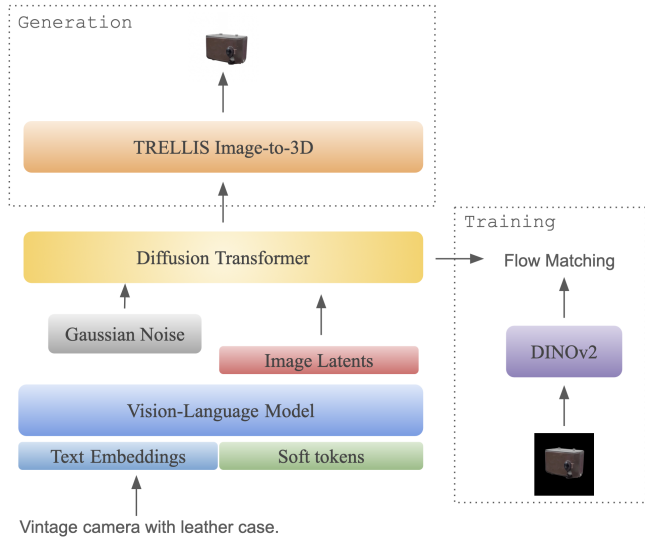 Generation
TRELLIS Image-to-3D
Training
Diffusion Transformer
Flow Matching
Gaussian Noise
Image Latents
DINOv2
Vision-Language Model
Text Embeddings
Soft tokens
Vintage camera with leather case.